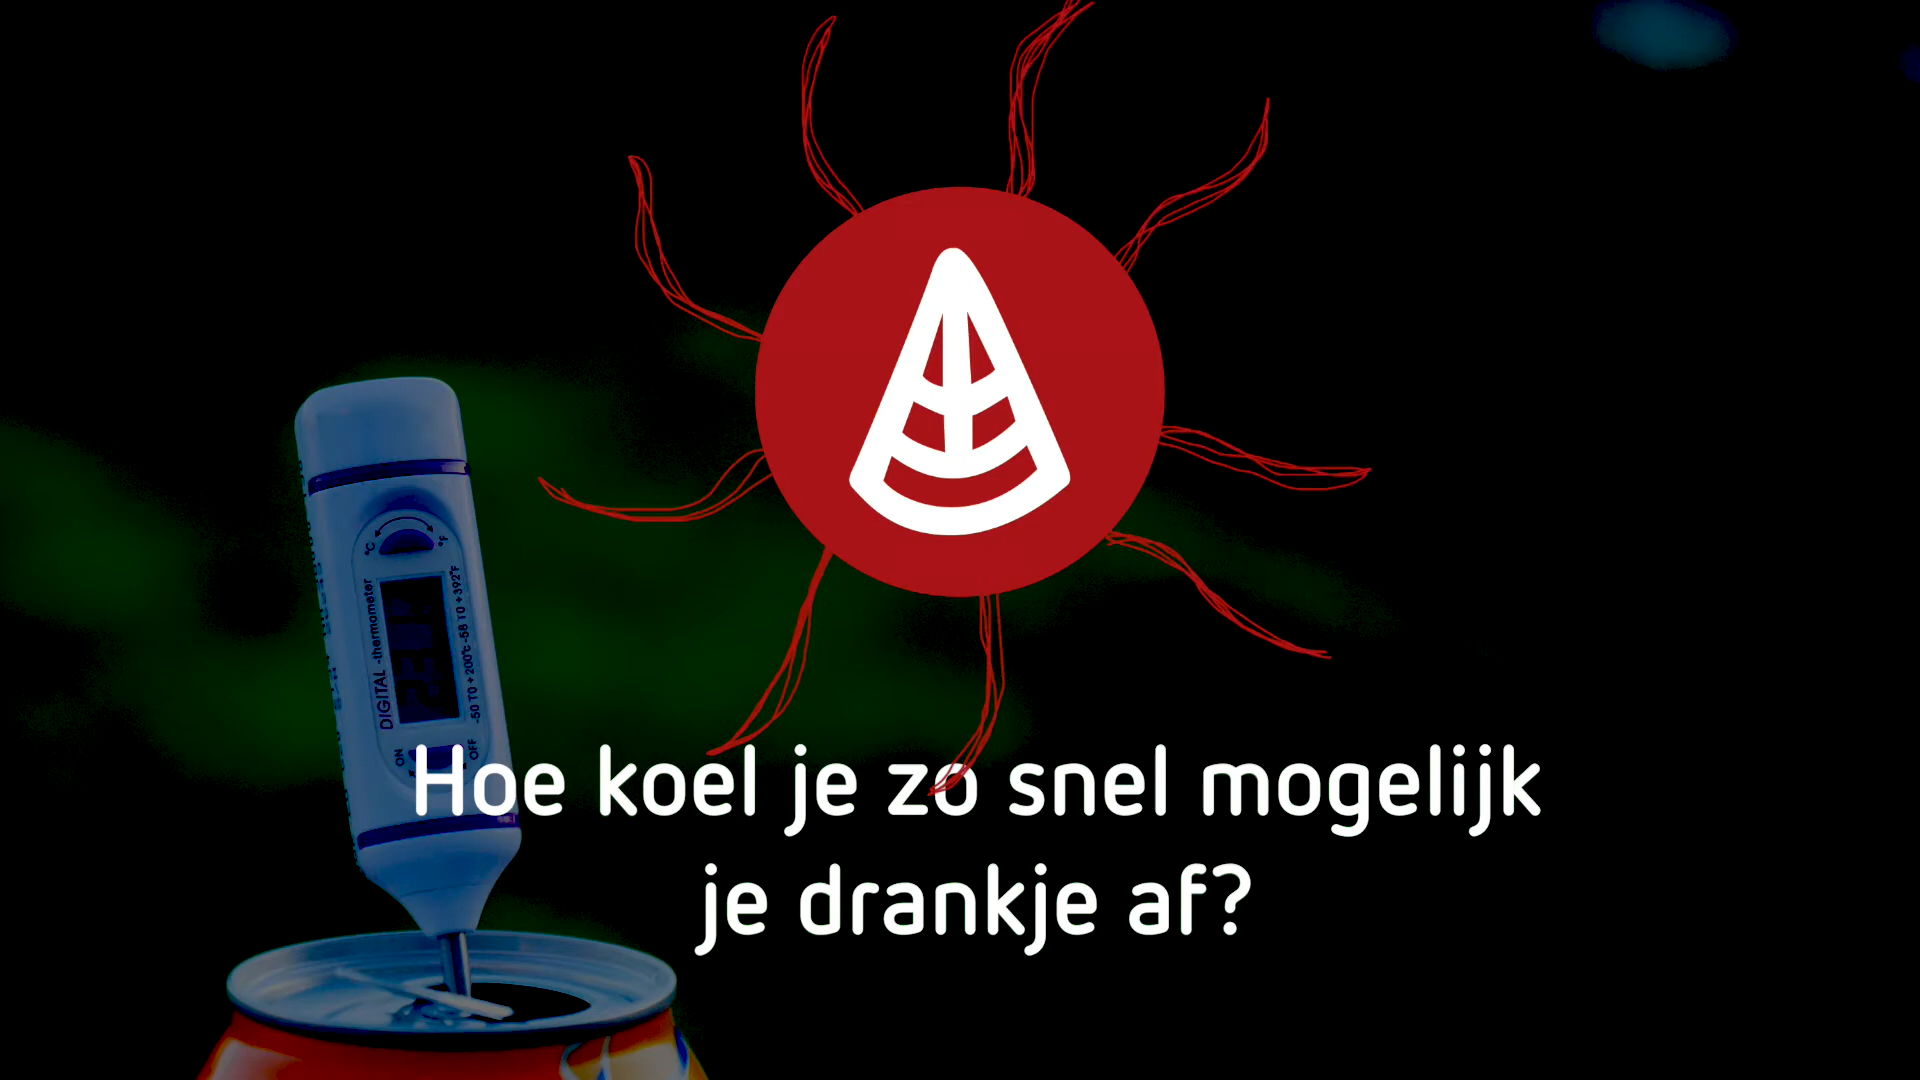 °C
°F
DIGITAL -thermometer
-50 TO +200°C -58 TO +392°F
ON
OFF
Hoe koel je zo snel mogelijk
je drankje af?